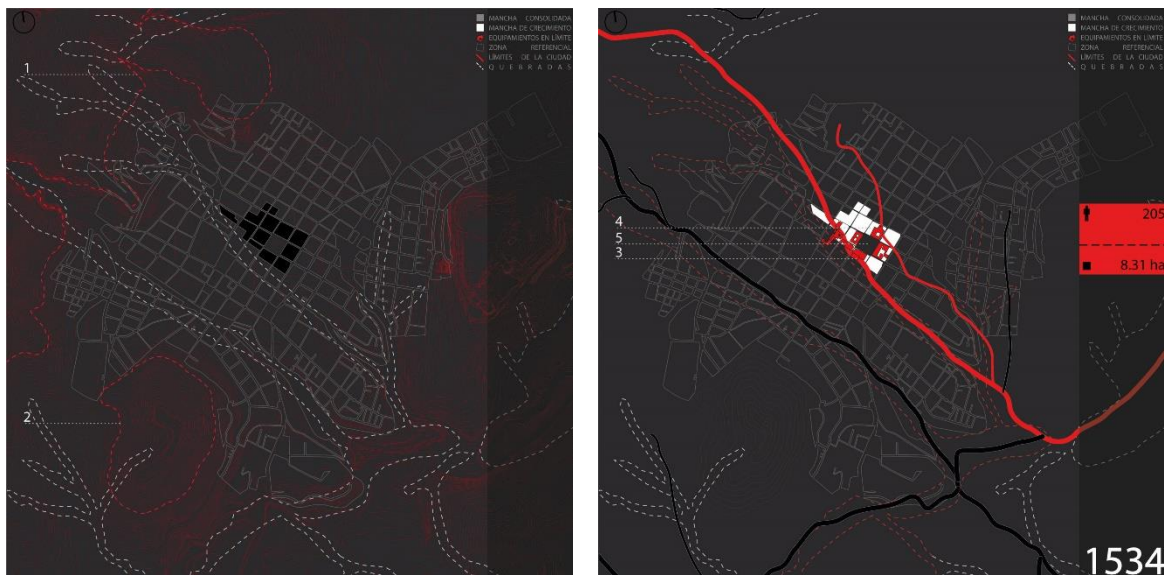 MANCHA CONSOLIDADA
MANCHA DE CRECIMIENTO
EQUIPAMIENTOS EN LÍMITE
ZONA REFERENCIAL
LÍMITES DE LA CIUDAD
QUEBRADAS
1
2
MANCHA CONSOLIDADA
MANCHA DE CRECIMIENTO
EQUIPAMIENTOS EN LÍMITE
ZONA REFERENCIAL
LÍMITES DE LA CIUDAD
QUEBRADAS
4
5
3
205
8.31 ha
1534